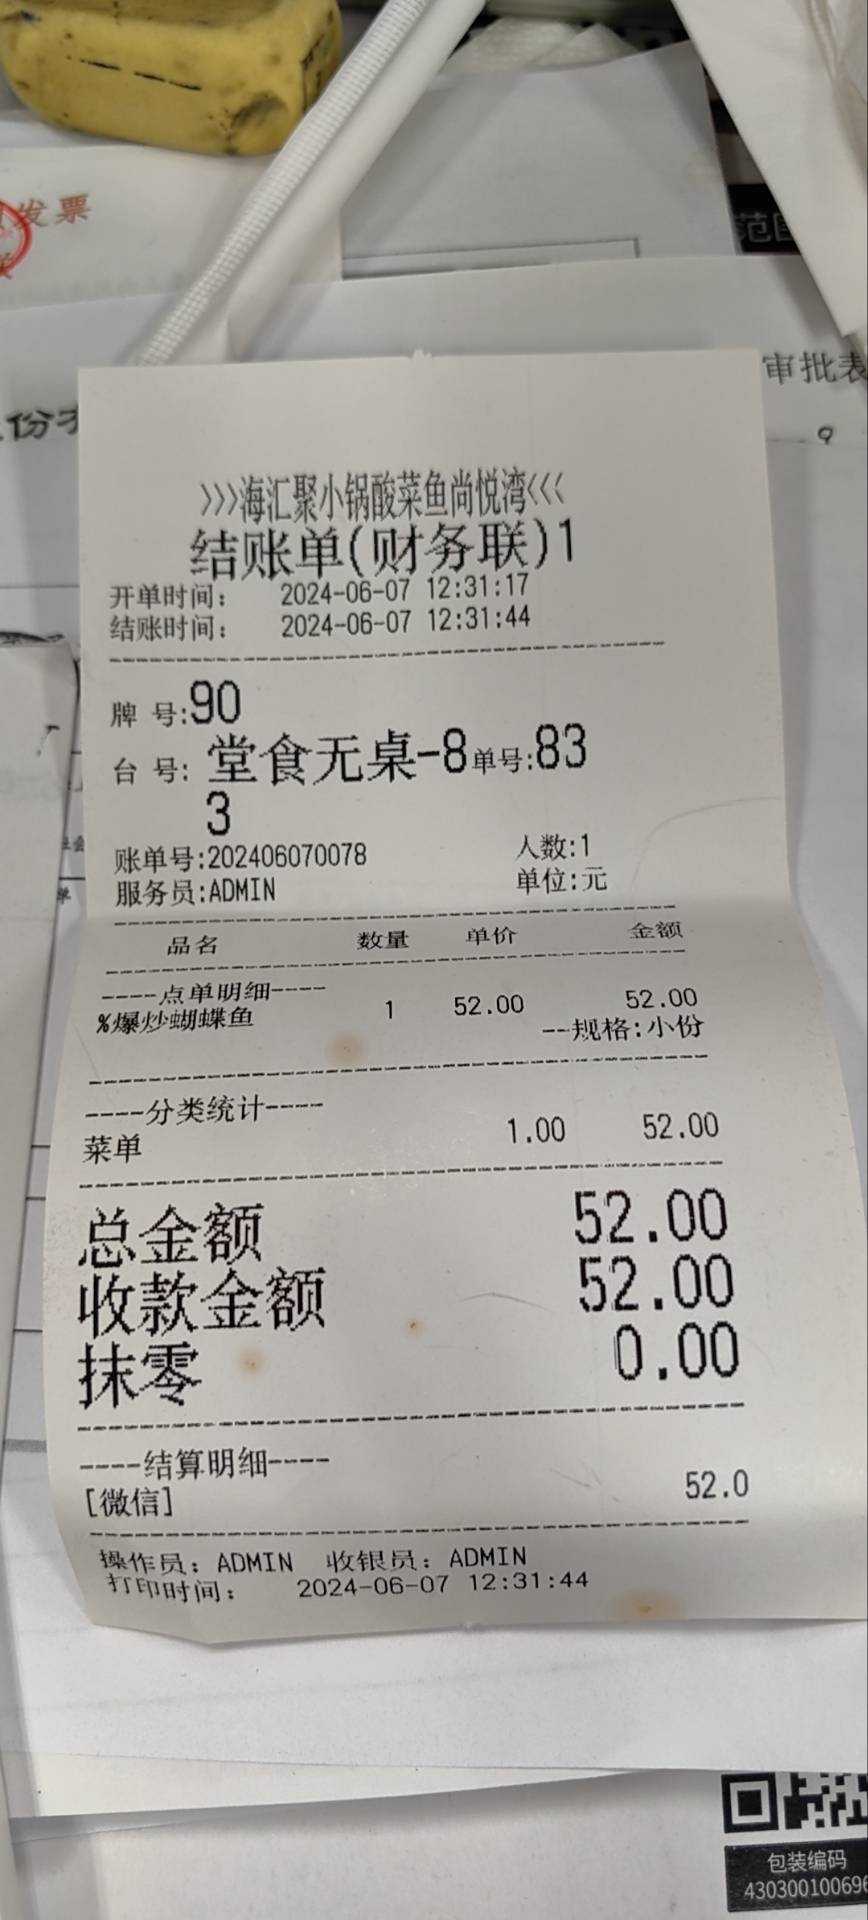 发票
范
审批表
份
9
>>>海汇聚小锅酸菜鱼尚悦湾<<<
结账单(财务联)1
开单时间: 2024-06-07 12:31:17
结账时间: 2024-06-07 12:31:44
牌 号:90
台 号: 堂食无桌-8单号:83
3
账单号:202406070078 人数:1
服务员:ADMIN 单位:元
品名 数量 单价 金额
----点单明细----
%爆炒蝴蝶鱼 1 52.00 52.00
--规格:小份
----分类统计----
菜单 1.00 52.00
总金额 52.00
收款金额 52.00
抹零 0.00
----结算明细----
[微信] 52.0
操作员: ADMIN 收银员: ADMIN
打印时间: 2024-06-07 12:31:44
包装编码
43030010069